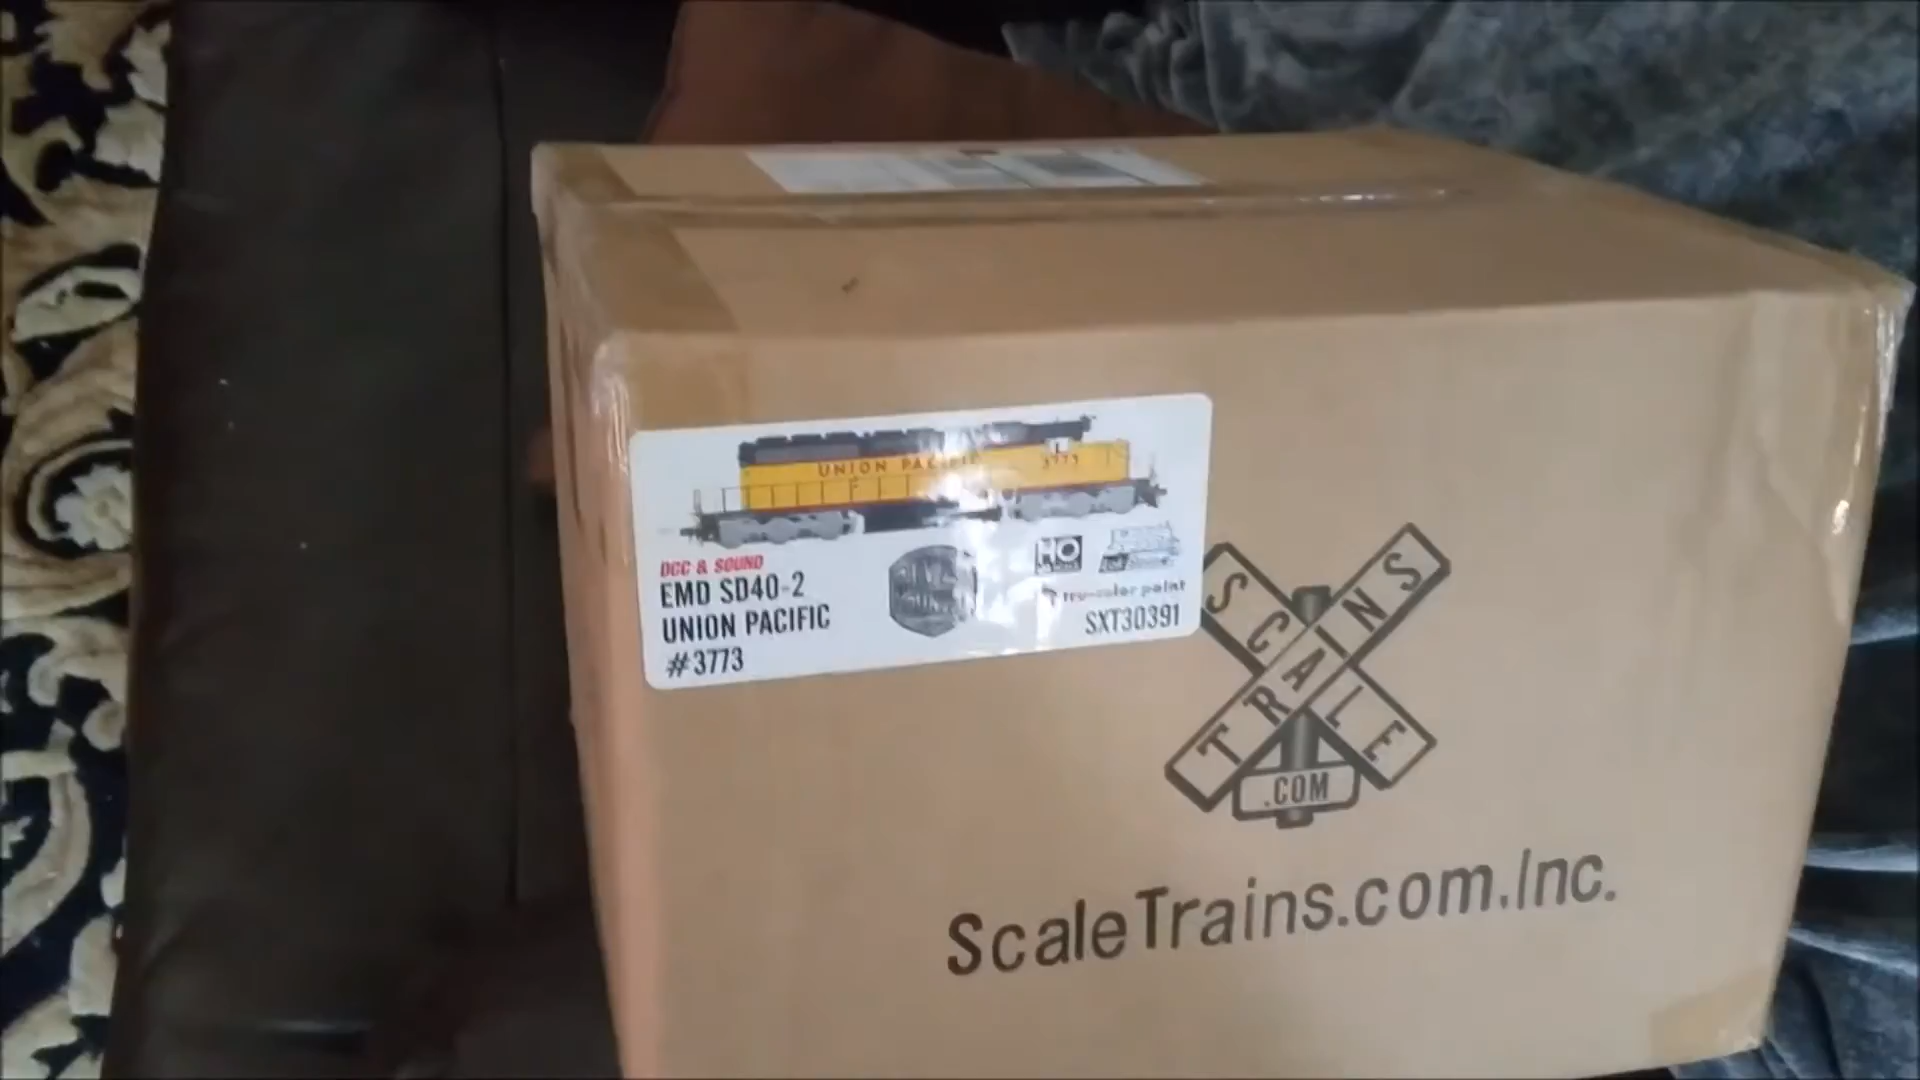 UNION PACIFIC
3773
DCC & SOUND
EMD SD40-2
UNION PACIFIC
#3773
HO
tru-color paint
SXT30391
SCALE
TRAINS
.COM
ScaleTrains.com.Inc.